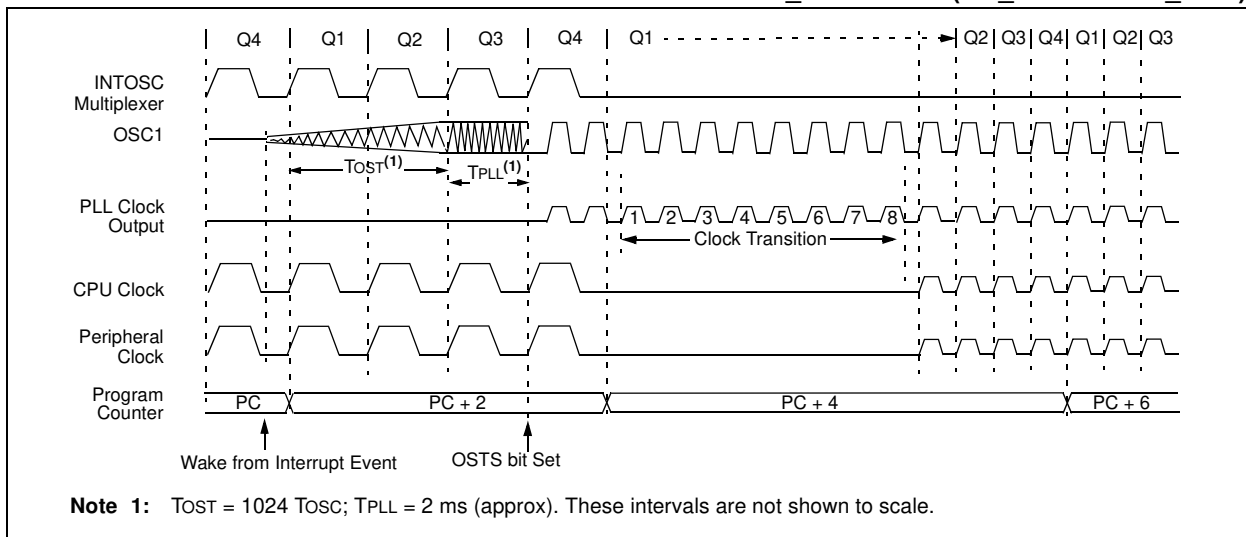 Q4 Q1 Q2 Q3 Q4 Q1 Q2 Q3 Q4 Q1 Q2 Q3
INTOSC
Multiplexer
OSC1
TOST(1)
TPLL(1)
PLL Clock
Output
1 2 3 4 5 6 7 8
Clock Transition
CPU Clock
Peripheral
Clock
Program
Counter
PC PC + 2 PC + 4 PC + 6
Wake from Interrupt Event
OSTS bit Set
Note 1: TOST = 1024 TOSC; TPLL = 2 ms (approx). These intervals are not shown to scale.